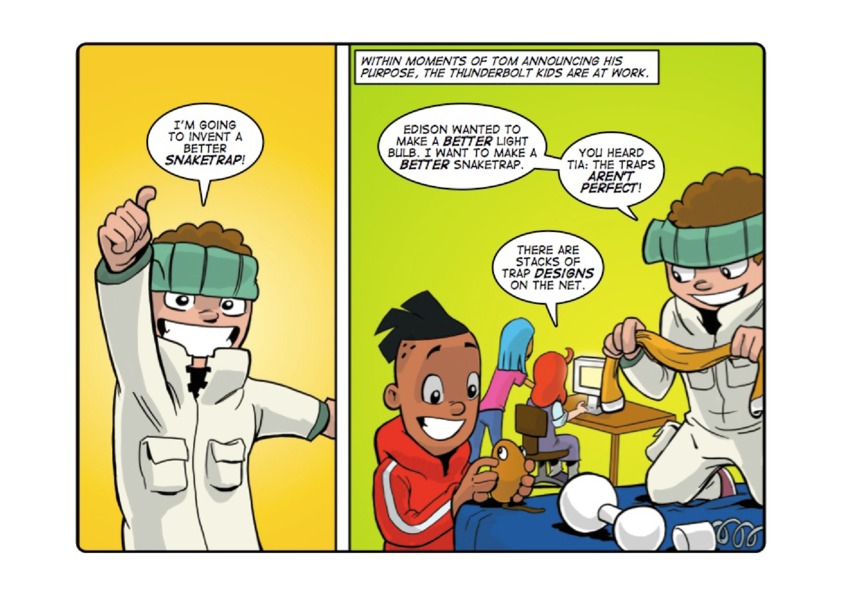 I'M GOING
TO INVENT A
BETTER
SNAKETRAP!
WITHIN MOMENTS OF TOM ANNOUNCING HIS
PURPOSE, THE THUNDERBOLT KIDS ARE AT WORK.
EDISON WANTED TO
MAKE A BETTER LIGHT
BULB. I WANT TO MAKE A
BETTER SNAKETRAP.
YOU HEARD
TIA: THE TRAPS
AREN'T
PERFECT!
THERE ARE
STACKS OF
TRAP DESIGNS
ON THE NET.